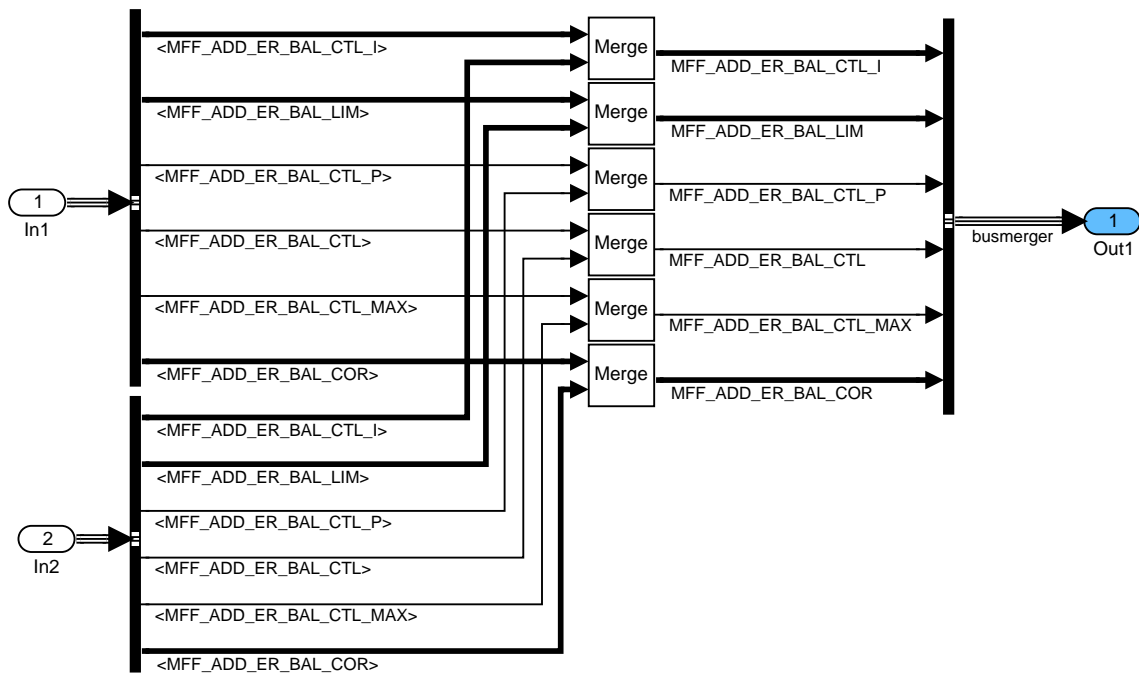 <MFF_ADD_ER_BAL_CTL_I>
Merge
MFF_ADD_ER_BAL_CTL_I
<MFF_ADD_ER_BAL_LIM>
Merge
MFF_ADD_ER_BAL_LIM
<MFF_ADD_ER_BAL_CTL_P>
Merge
MFF_ADD_ER_BAL_CTL_P
1
In1
<MFF_ADD_ER_BAL_CTL>
Merge
MFF_ADD_ER_BAL_CTL
busmerger
1
Out1
<MFF_ADD_ER_BAL_CTL_MAX>
Merge
MFF_ADD_ER_BAL_CTL_MAX
<MFF_ADD_ER_BAL_COR>
Merge
MFF_ADD_ER_BAL_COR
<MFF_ADD_ER_BAL_CTL_I>
<MFF_ADD_ER_BAL_LIM>
<MFF_ADD_ER_BAL_CTL_P>
2
In2
<MFF_ADD_ER_BAL_CTL>
<MFF_ADD_ER_BAL_CTL_MAX>
<MFF_ADD_ER_BAL_COR>